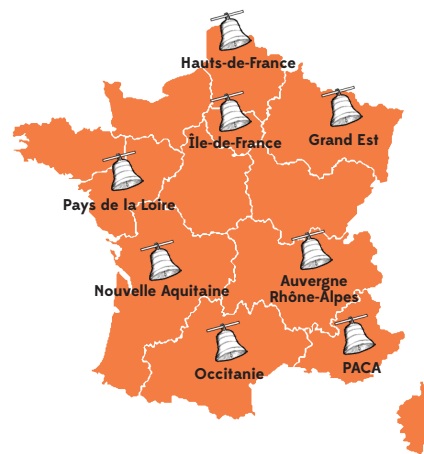 Hauts-de-France
Île-de-France
Grand Est
Pays de la Loire
Nouvelle Aquitaine
Auvergne
Rhône-Alpes
Occitanie
PACA